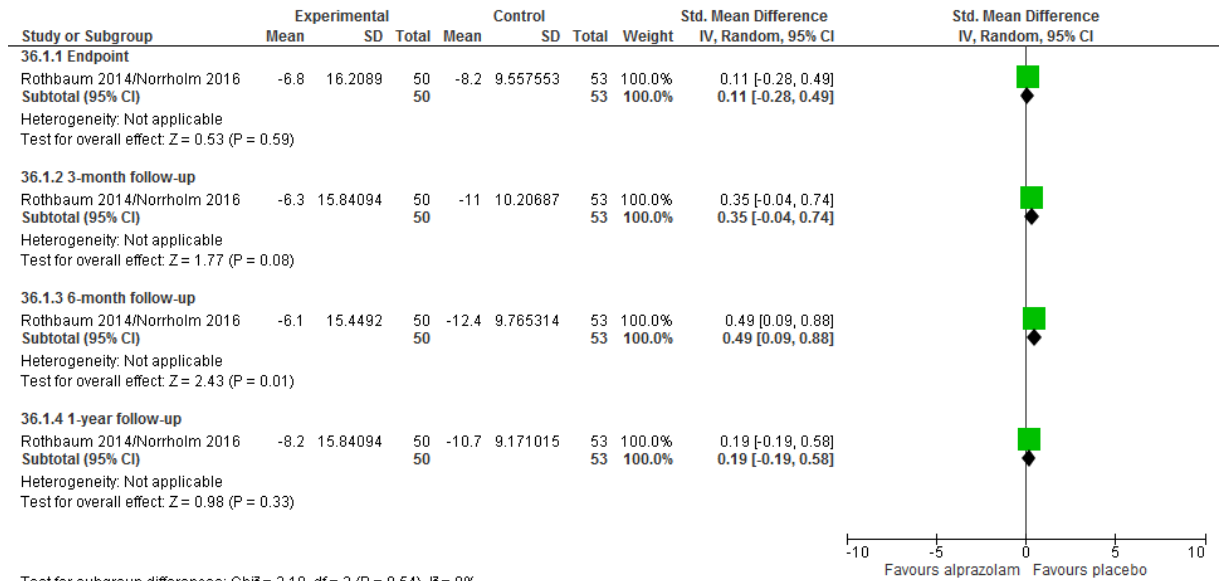 Experimental Control Std. Mean Difference Std. Mean Difference
Study or Subgroup Mean SD Total Mean SD Total Weight IV, Random, 95% CI IV, Random, 95% CI
36.1.1 Endpoint
Rothbaum 2014/Norrholm 2016 -6.8 16.2089 50 -8.2 9.557553 53 100.0% 0.11 [-0.28, 0.49]
Subtotal (95% CI) 50 53 100.0% 0.11 [-0.28, 0.49]
Heterogeneity: Not applicable
Test for overall effect: Z = 0.53 (P = 0.59)
36.1.2 3-month follow-up
Rothbaum 2014/Norrholm 2016 -6.3 15.84094 50 -11 10.20687 53 100.0% 0.35 [-0.04, 0.74]
Subtotal (95% CI) 50 53 100.0% 0.35 [-0.04, 0.74]
Heterogeneity: Not applicable
Test for overall effect: Z = 1.77 (P = 0.08)
36.1.3 6-month follow-up
Rothbaum 2014/Norrholm 2016 -6.1 15.4492 50 -12.4 9.765314 53 100.0% 0.49 [0.09, 0.88]
Subtotal (95% CI) 50 53 100.0% 0.49 [0.09, 0.88]
Heterogeneity: Not applicable
Test for overall effect: Z = 2.43 (P = 0.01)
36.1.4 1-year follow-up
Rothbaum 2014/Norrholm 2016 -8.2 15.84094 50 -10.7 9.171015 53 100.0% 0.19 [-0.19, 0.58]
Subtotal (95% CI) 50 53 100.0% 0.19 [-0.19, 0.58]
Heterogeneity: Not applicable
Test for overall effect: Z = 0.98 (P = 0.33)
-10 -5 0 5 10
Favours alprazolam Favours placebo